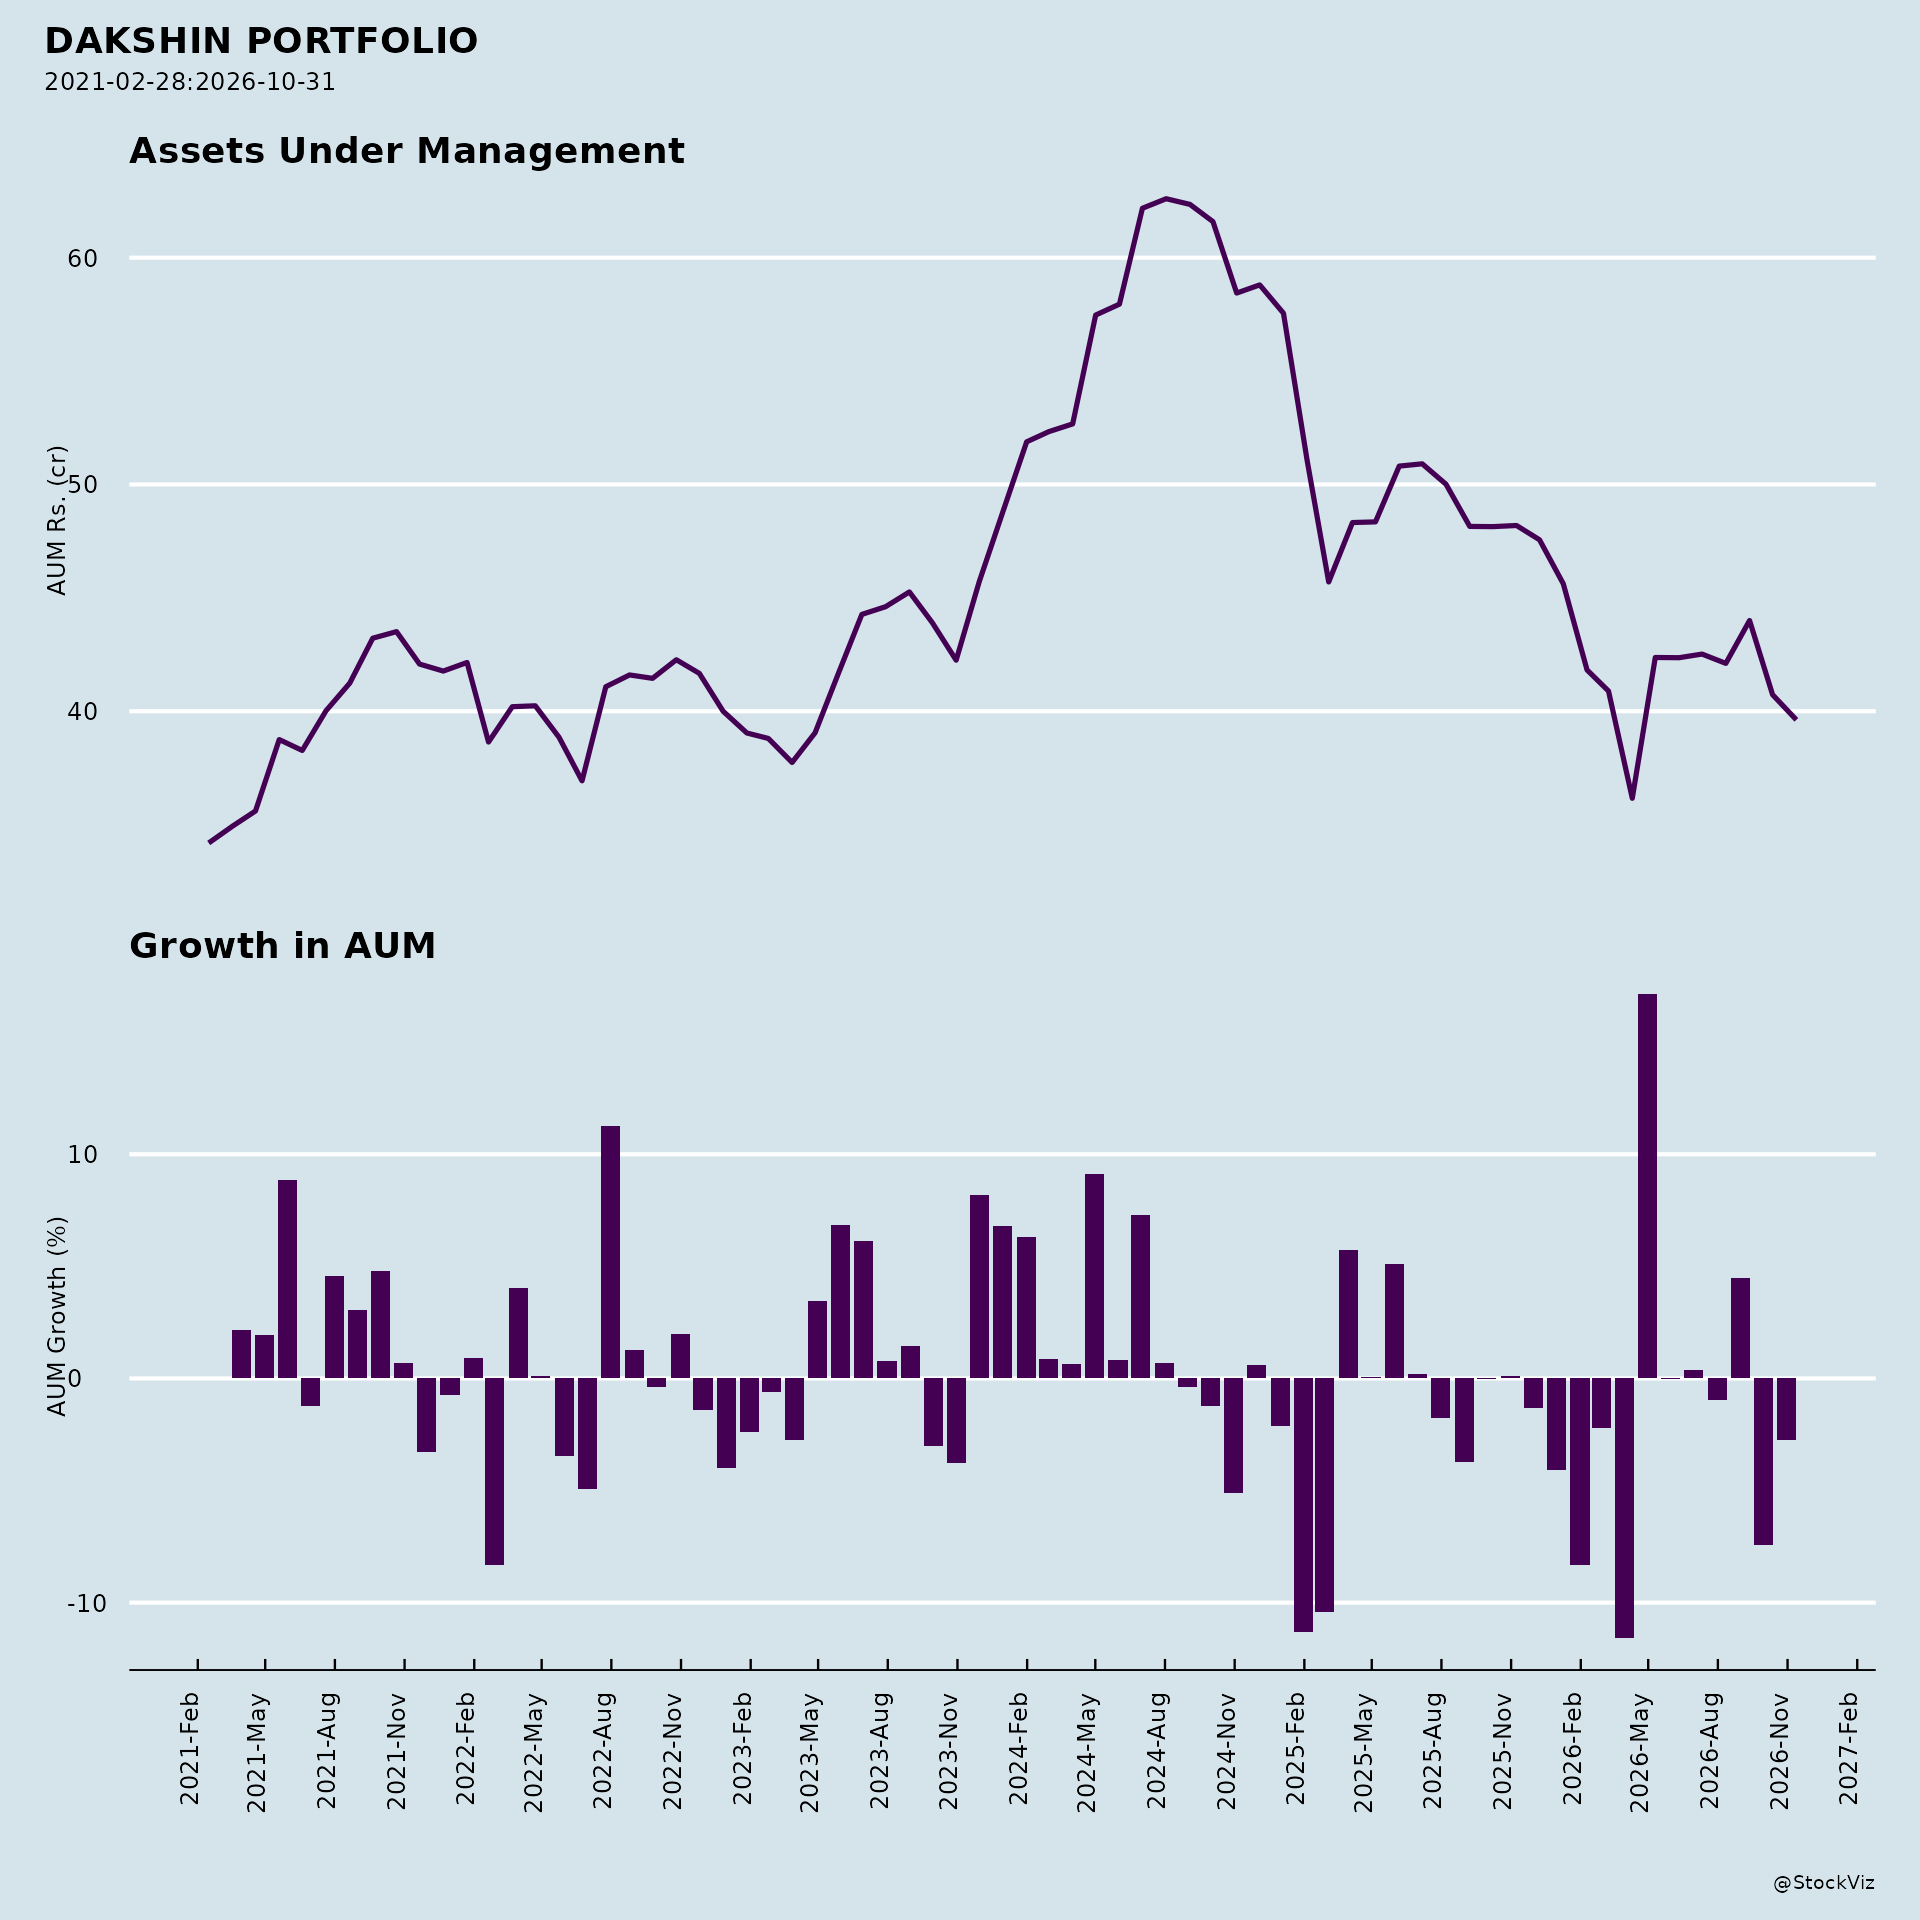 DAKSHIN PORTFOLIO
2021-02-28:2026-10-31
Assets Under Management
60
50
40
AUM Rs. (cr)
Growth in AUM
10
0
-10
AUM Growth (%)
2021-Feb
2021-May
2021-Aug
2021-Nov
2022-Feb
2022-May
2022-Aug
2022-Nov
2023-Feb
2023-May
2023-Aug
2023-Nov
2024-Feb
2024-May
2024-Aug
2024-Nov
2025-Feb
2025-May
2025-Aug
2025-Nov
2026-Feb
2026-May
2026-Aug
2026-Nov
2027-Feb
@StockViz